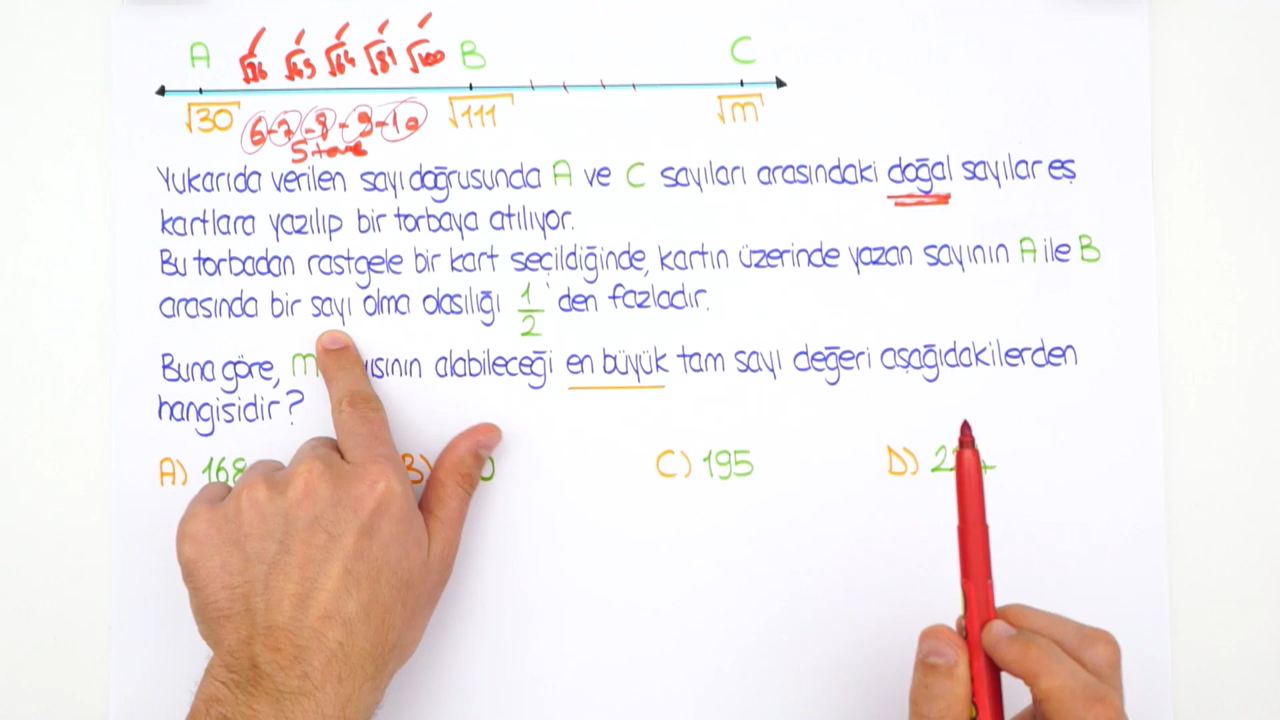 A √36 √49 √64 √81 √100 B C
√30 6-7-8-9-10 √111 √m
5 tane
Yukarıda verilen sayı doğrusunda A ve C sayıları arasındaki doğal sayılar eş
kartlara yazılıp bir torbaya atılıyor.
Bu torbadan rastgele bir kart seçildiğinde, kartın üzerinde yazan sayının A ile B
arasında bir sayı olma olasılığı 1/2 'den fazladır.
Buna göre, m alabileceği en büyük tam sayı değeri aşağıdakilerden
hangisidir?
A) 168 B) C) 195 D)